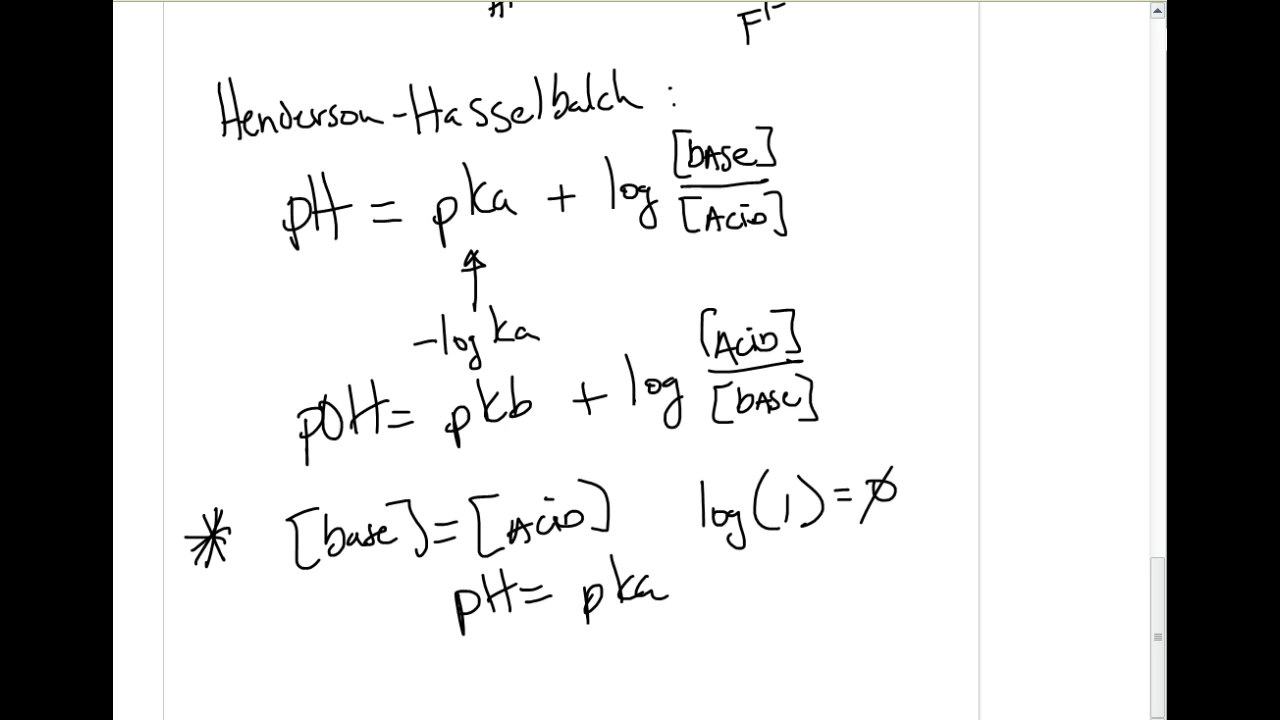 F¹⁻
Henderson-Hasselbalch :
pH = pka + log [bASe]/[Acid]
-log ka
pOH = pkb + log [Acid]/[bASe]
* [base] = [Acid] log(1) = 0
pH = pka